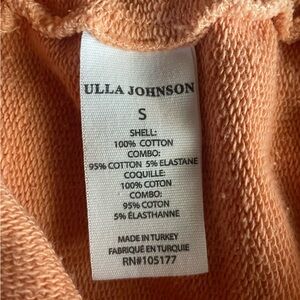 ULLA JOHNSON
S
SHELL:
100% COTTON
COMBO:
95% COTTON 5% ELASTANE
COQUILLE:
100% COTON
COMBO:
95% COTON
5% ÉLASTHANNE
MADE IN TURKEY
FABRIQUÉ EN TURQUIE
RN#105177